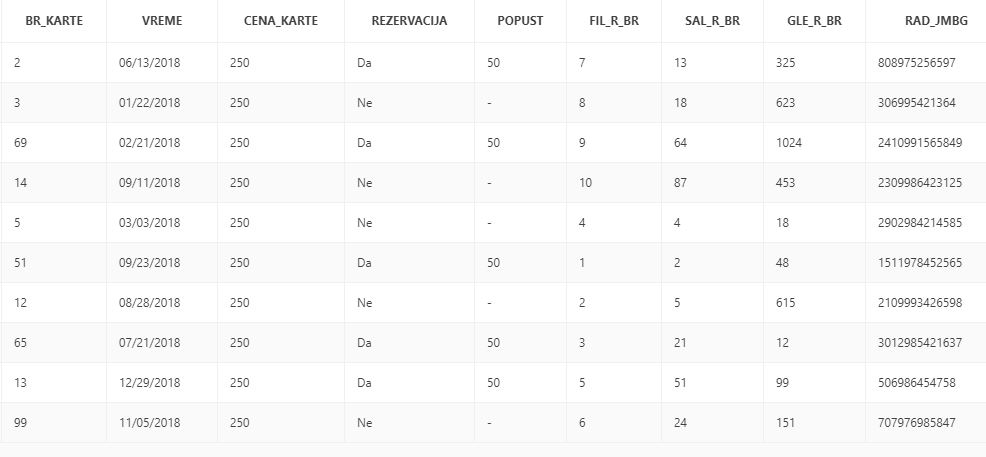 BR_KARTE VREME CENA_KARTE REZERVACIJA POPUST FIL_R_BR SAL_R_BR GLE_R_BR RAD_JMBG
2 06/13/2018 250 Da 50 7 13 325 808975256597
3 01/22/2018 250 Ne - 8 18 623 306995421364
69 02/21/2018 250 Da 50 9 64 1024 2410991565849
14 09/11/2018 250 Ne - 10 87 453 2309986423125
5 03/03/2018 250 Ne - 4 4 18 2902984214585
51 09/23/2018 250 Da 50 1 2 48 1511978452565
12 08/28/2018 250 Ne - 2 5 615 2109993426598
65 07/21/2018 250 Da 50 3 21 12 3012985421637
13 12/29/2018 250 Da 50 5 51 99 506986454758
99 11/05/2018 250 Ne - 6 24 151 707976985847